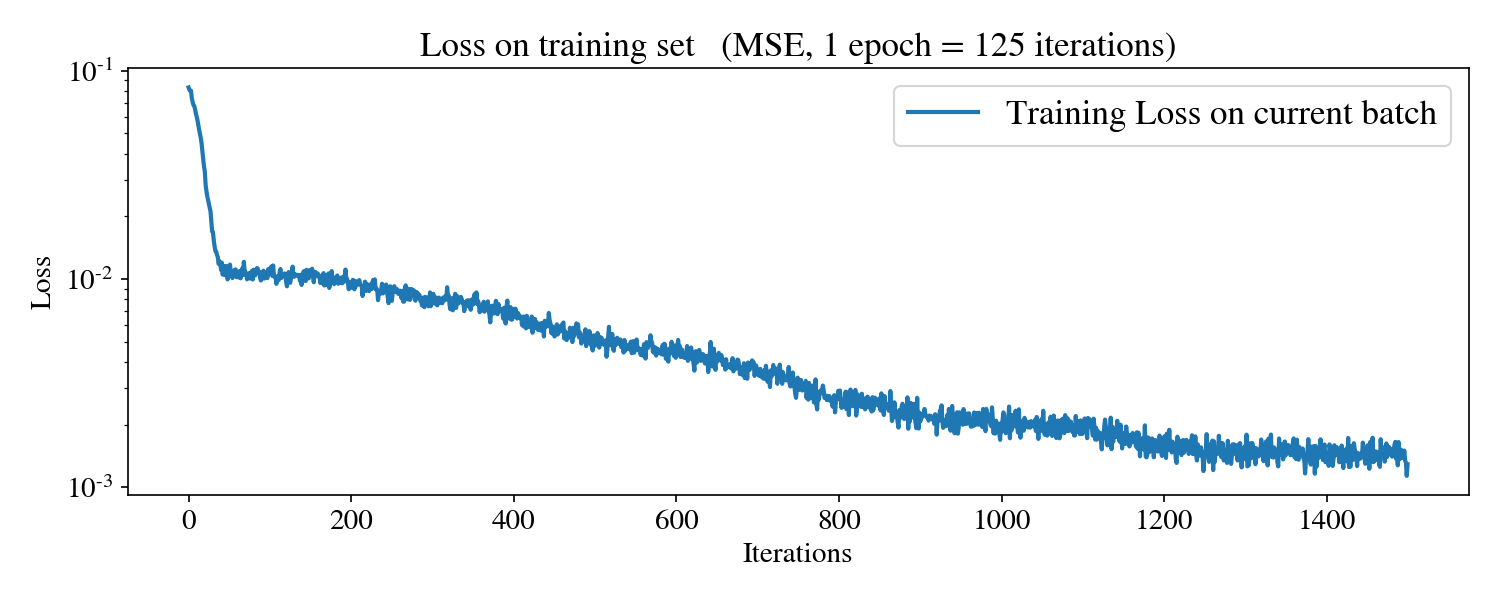 Loss on training set (MSE, 1 epoch = 125 iterations)
Training Loss on current batch
Loss
10⁻¹
10⁻²
10⁻³
0 200 400 600 800 1000 1200 1400
Iterations